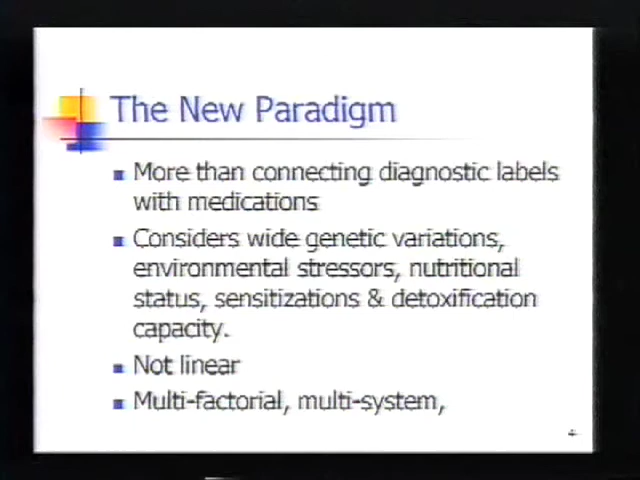 The New Paradigm
More than connecting diagnostic labels
with medications
Considers wide genetic variations,
environmental stressors, nutritional
status, sensitizations & detoxification
capacity.
Not linear
Multi-factorial, multi-system,
4